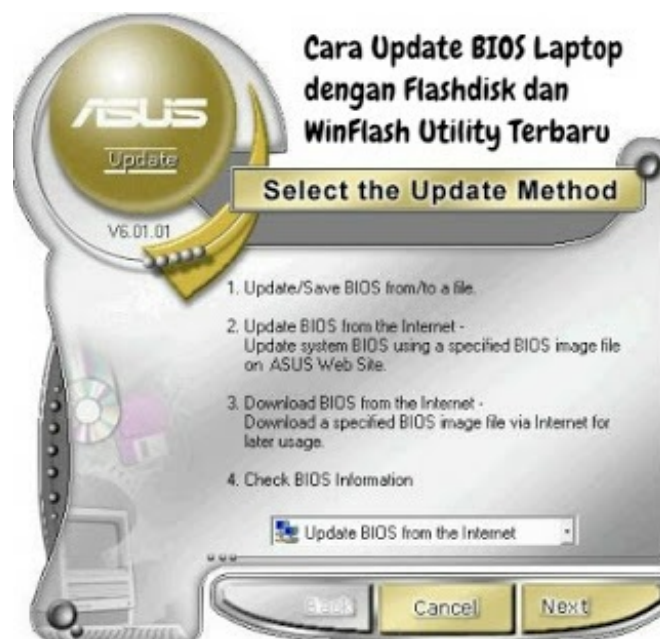 Cara Update BIOS Laptop
dengan Flashdisk dan
WinFlash Utility Terbaru
ASUS
Update
Select the Update Method
V6.01.01
1. Update/Save BIOS from/to a file.
2. Update BIOS from the Internet -
Update system BIOS using a specified BIOS image file
on ASUS Web Site.
3. Download BIOS from the Internet -
Download a specified BIOS image file via Internet for
later usage.
4. Check BIOS Information
Update BIOS from the Internet
Back
Cancel
Next